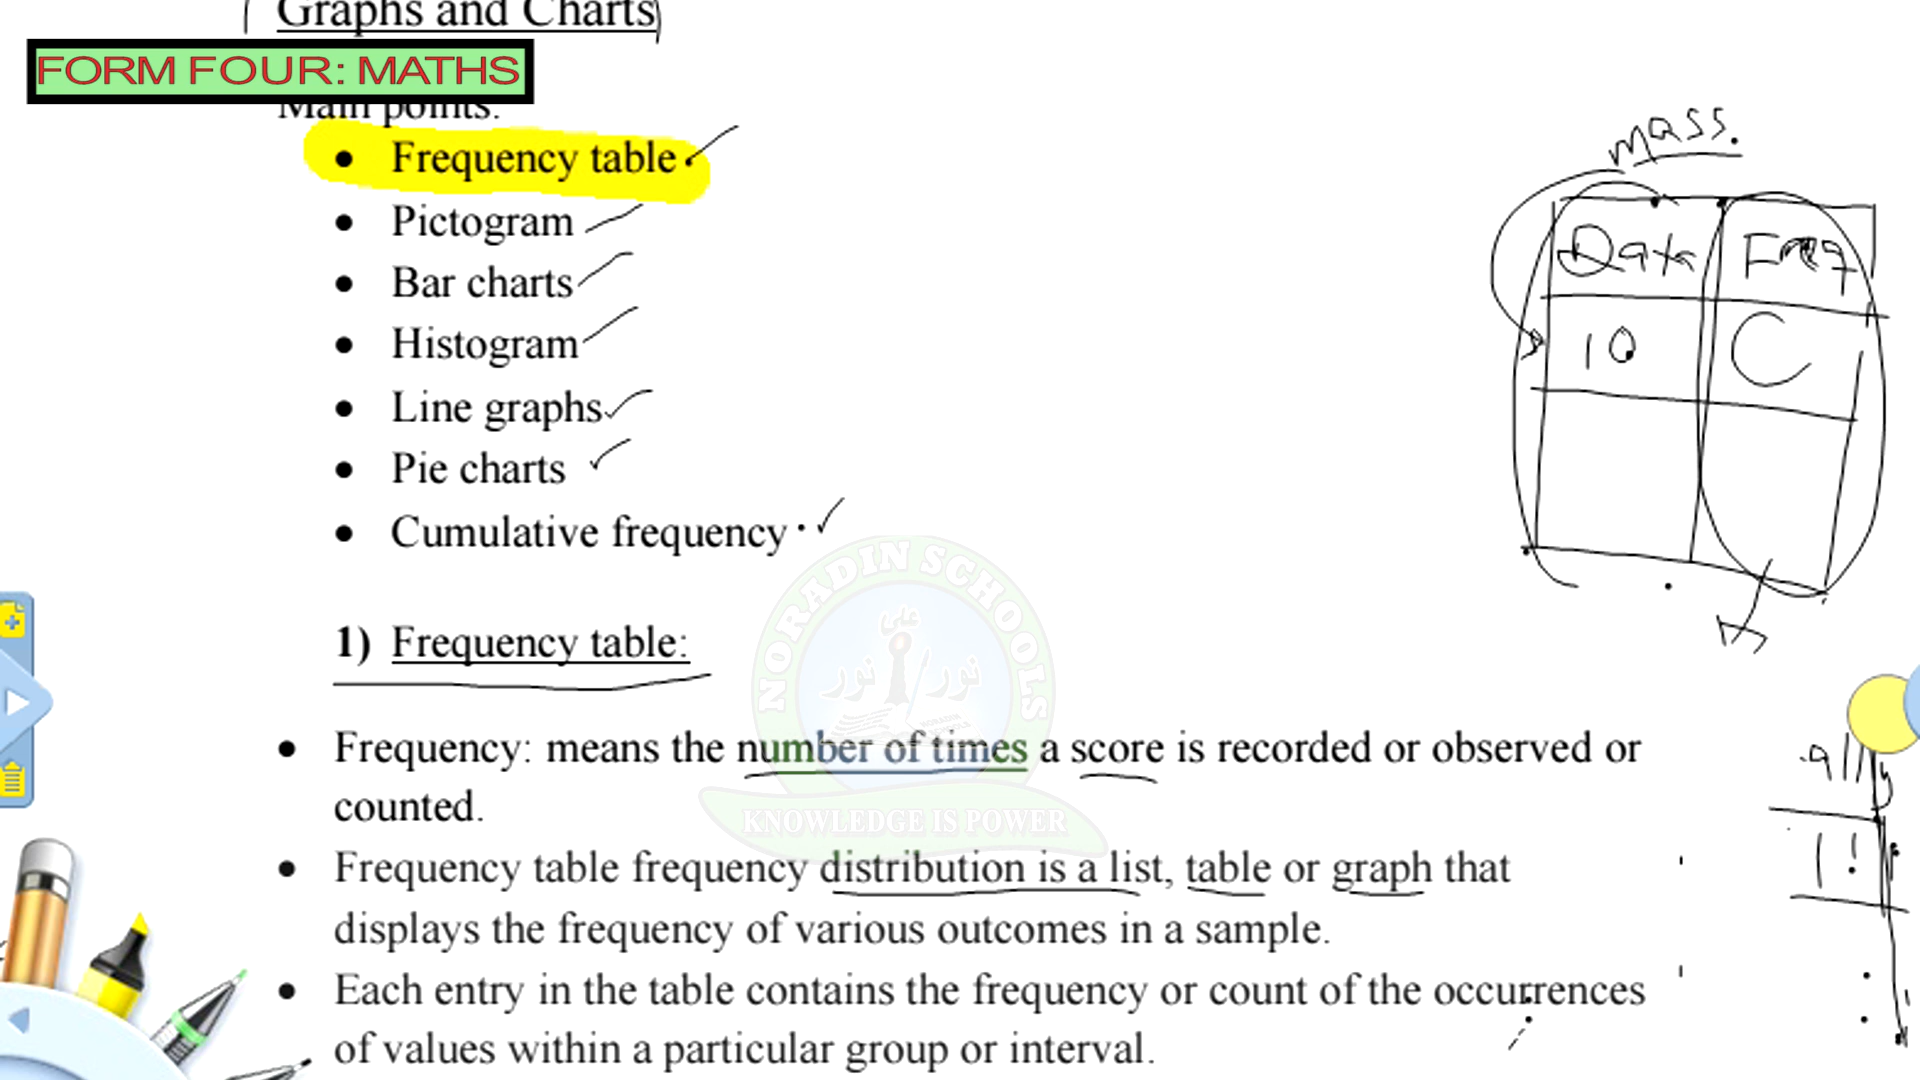 Graphs and Charts
FORM FOUR: MATHS
Main points:
• Frequency table
• Pictogram
• Bar charts
• Histogram
• Line graphs
• Pie charts
• Cumulative frequency
mass.
Data Freq
10
1) Frequency table:
• Frequency: means the number of times a score is recorded or observed or
counted.
• Frequency table frequency distribution is a list, table or graph that
displays the frequency of various outcomes in a sample.
• Each entry in the table contains the frequency or count of the occurrences
of values within a particular group or interval.
NORADIN SCHOOLS
على
نور نور
KNOWLEDGE IS POWER